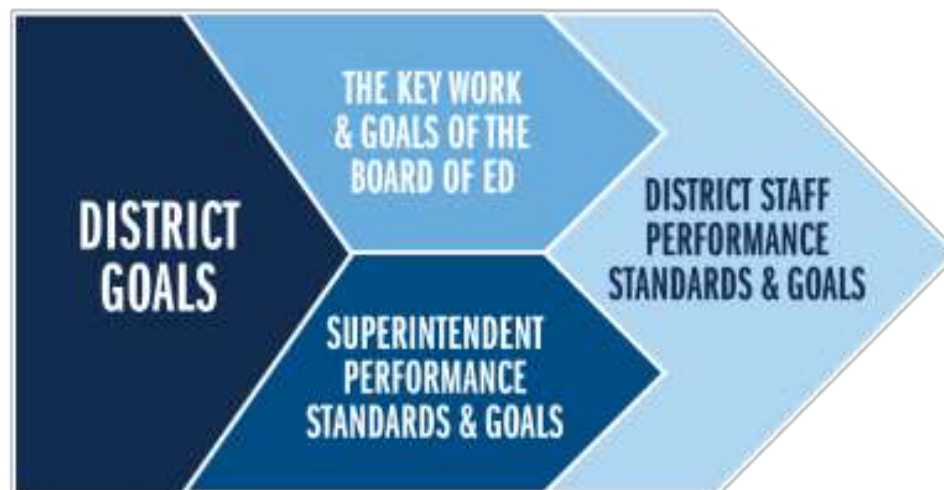 DISTRICT
GOALS
THE KEY WORK
& GOALS OF THE
BOARD OF ED
SUPERINTENDENT
PERFORMANCE
STANDARDS & GOALS
DISTRICT STAFF
PERFORMANCE
STANDARDS & GOALS